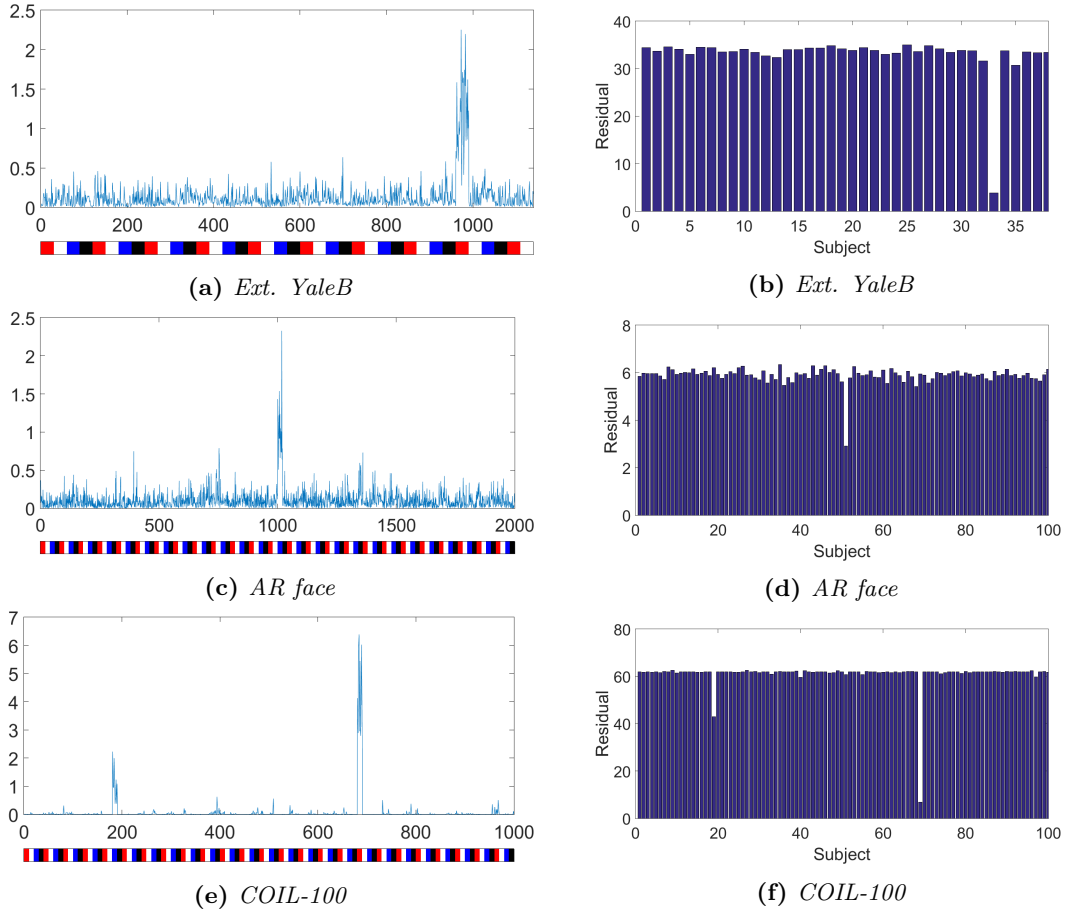 2.5
2
1.5
1
0.5
0
0 200 400 600 800 1000
(a) Ext. YaleB
40
30
20
10
0
Residual
5 10 15 20 25 30 35
Subject
(b) Ext. YaleB
2.5
2
1.5
1
0.5
0
0 500 1000 1500 2000
(c) AR face
8
6
4
2
0
Residual
0 20 40 60 80 100
Subject
(d) AR face
7
6
5
4
3
2
1
0
0 200 400 600 800 1000
(e) COIL-100
80
60
40
20
0
Residual
0 20 40 60 80 100
Subject
(f) COIL-100